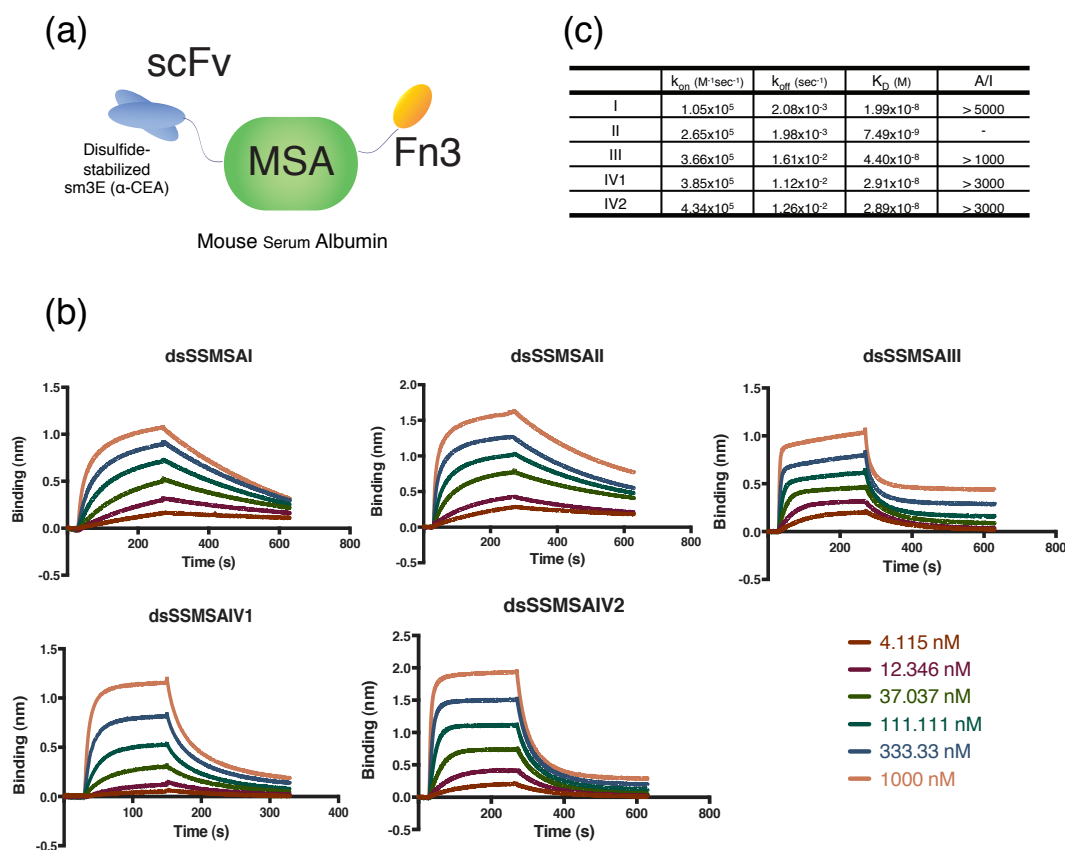 (a)
scFv
Disulfide-
stabilized
sm3E (α-CEA)
MSA
Fn3
Mouse Serum Albumin
(c)
kon (M-1sec-1) koff (sec-1) KD (M) A/I
I 1.05x10⁵ 2.08x10⁻³ 1.99x10⁻⁸ > 5000
II 2.65x10⁵ 1.98x10⁻³ 7.49x10⁻⁹ -
III 3.66x10⁵ 1.61x10⁻² 4.40x10⁻⁸ > 1000
IV1 3.85x10⁵ 1.12x10⁻² 2.91x10⁻⁸ > 3000
IV2 4.34x10⁵ 1.26x10⁻² 2.89x10⁻⁸ > 3000
(b)
dsSSMSAI
Binding (nm)
1.5
1.0
0.5
0.0
-0.5
200 400 600 800
Time (s)
dsSSMSAII
Binding (nm)
2.0
1.5
1.0
0.5
0.0
-0.5
200 400 600 800
Time (s)
dsSSMSAIII
Binding (nm)
1.5
1.0
0.5
0.0
-0.5
200 400 600 800
Time (s)
dsSSMSAIV1
Binding (nm)
1.5
1.0
0.5
0.0
-0.5
100 200 300 400
Time (s)
dsSSMSAIV2
Binding (nm)
2.5
2.0
1.5
1.0
0.5
0.0
-0.5
200 400 600 800
Time (s)
4.115 nM
12.346 nM
37.037 nM
111.111 nM
333.33 nM
1000 nM